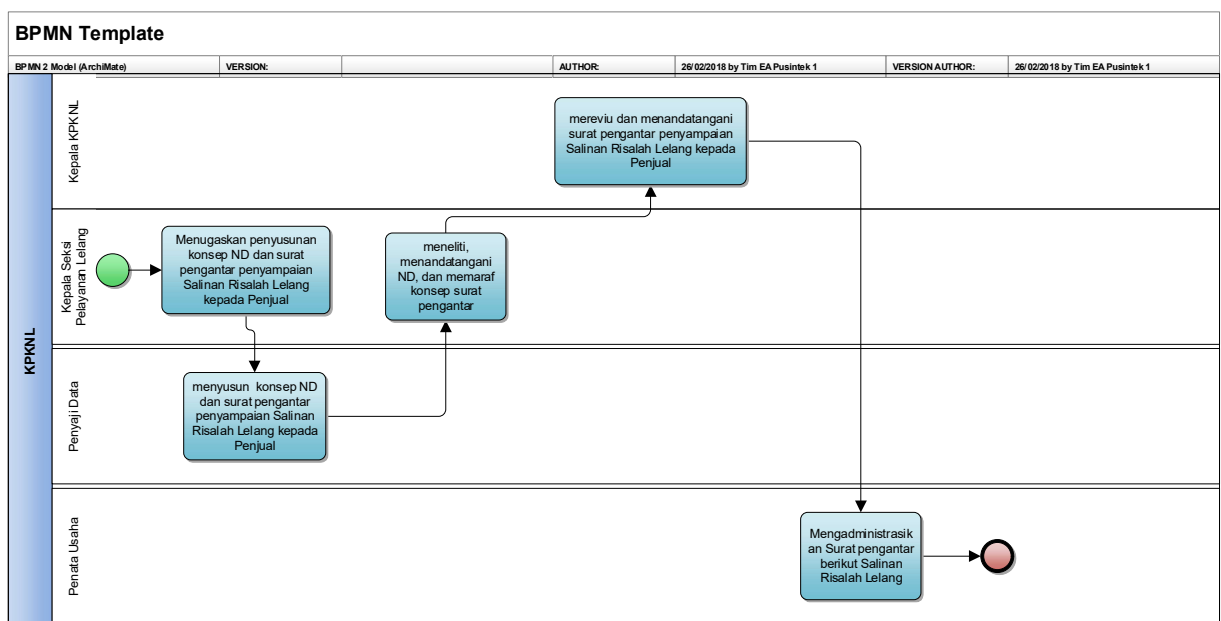 BPMN Template
BPMN 2 Model (ArchiMate)
VERSION:
AUTHOR:
26/02/2018 by Tim EA Pusintek 1
VERSION AUTHOR:
26/02/2018 by Tim EA Pusintek 1
KPKNL
Kepala KPKNL
mereviu dan menandatangani
surat pengantar penyampaian
Salinan Risalah Lelang kepada
Penjual
Kepala Seksi
Pelayanan Lelang
Menugaskan penyusunan
konsep ND dan surat
pengantar penyampaian
Salinan Risalah Lelang
kepada Penjual
meneliti,
menandatangani
ND, dan memaraf
konsep surat
pengantar
Penyaji Data
menyusun konsep ND
dan surat pengantar
penyampaian Salinan
Risalah Lelang kepada
Penjual
Penata Usaha
Mengadministrasik
an Surat pengantar
berikut Salinan
Risalah Lelang